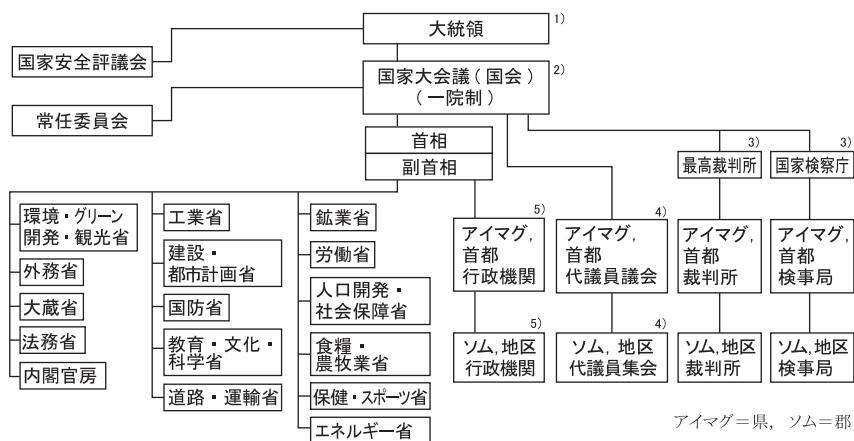 大統領 1)
国家安全評議会
国家大会議(国会) 2)
(一院制)
常任委員会
首相
副首相
最高裁判所 3)
国家検察庁 3)
環境・グリーン
開発・観光省
外務省
大蔵省
法務省
内閣官房
工業省
建設・
都市計画省
国防省
教育・文化・
科学省
道路・運輸省
鉱業省
労働省
人口開発・
社会保障省
食糧・
農牧業省
保健・スポーツ省
エネルギー省
アイマグ, 5)
首都
行政機関
ソム,地区 5)
行政機関
アイマグ, 4)
首都
代議員議会
ソム,地区 4)
代議員集会
アイマグ,
首都
裁判所
ソム,地区
裁判所
アイマグ,
首都
検事局
ソム,地区
検事局
アイマグ=県, ソム=郡